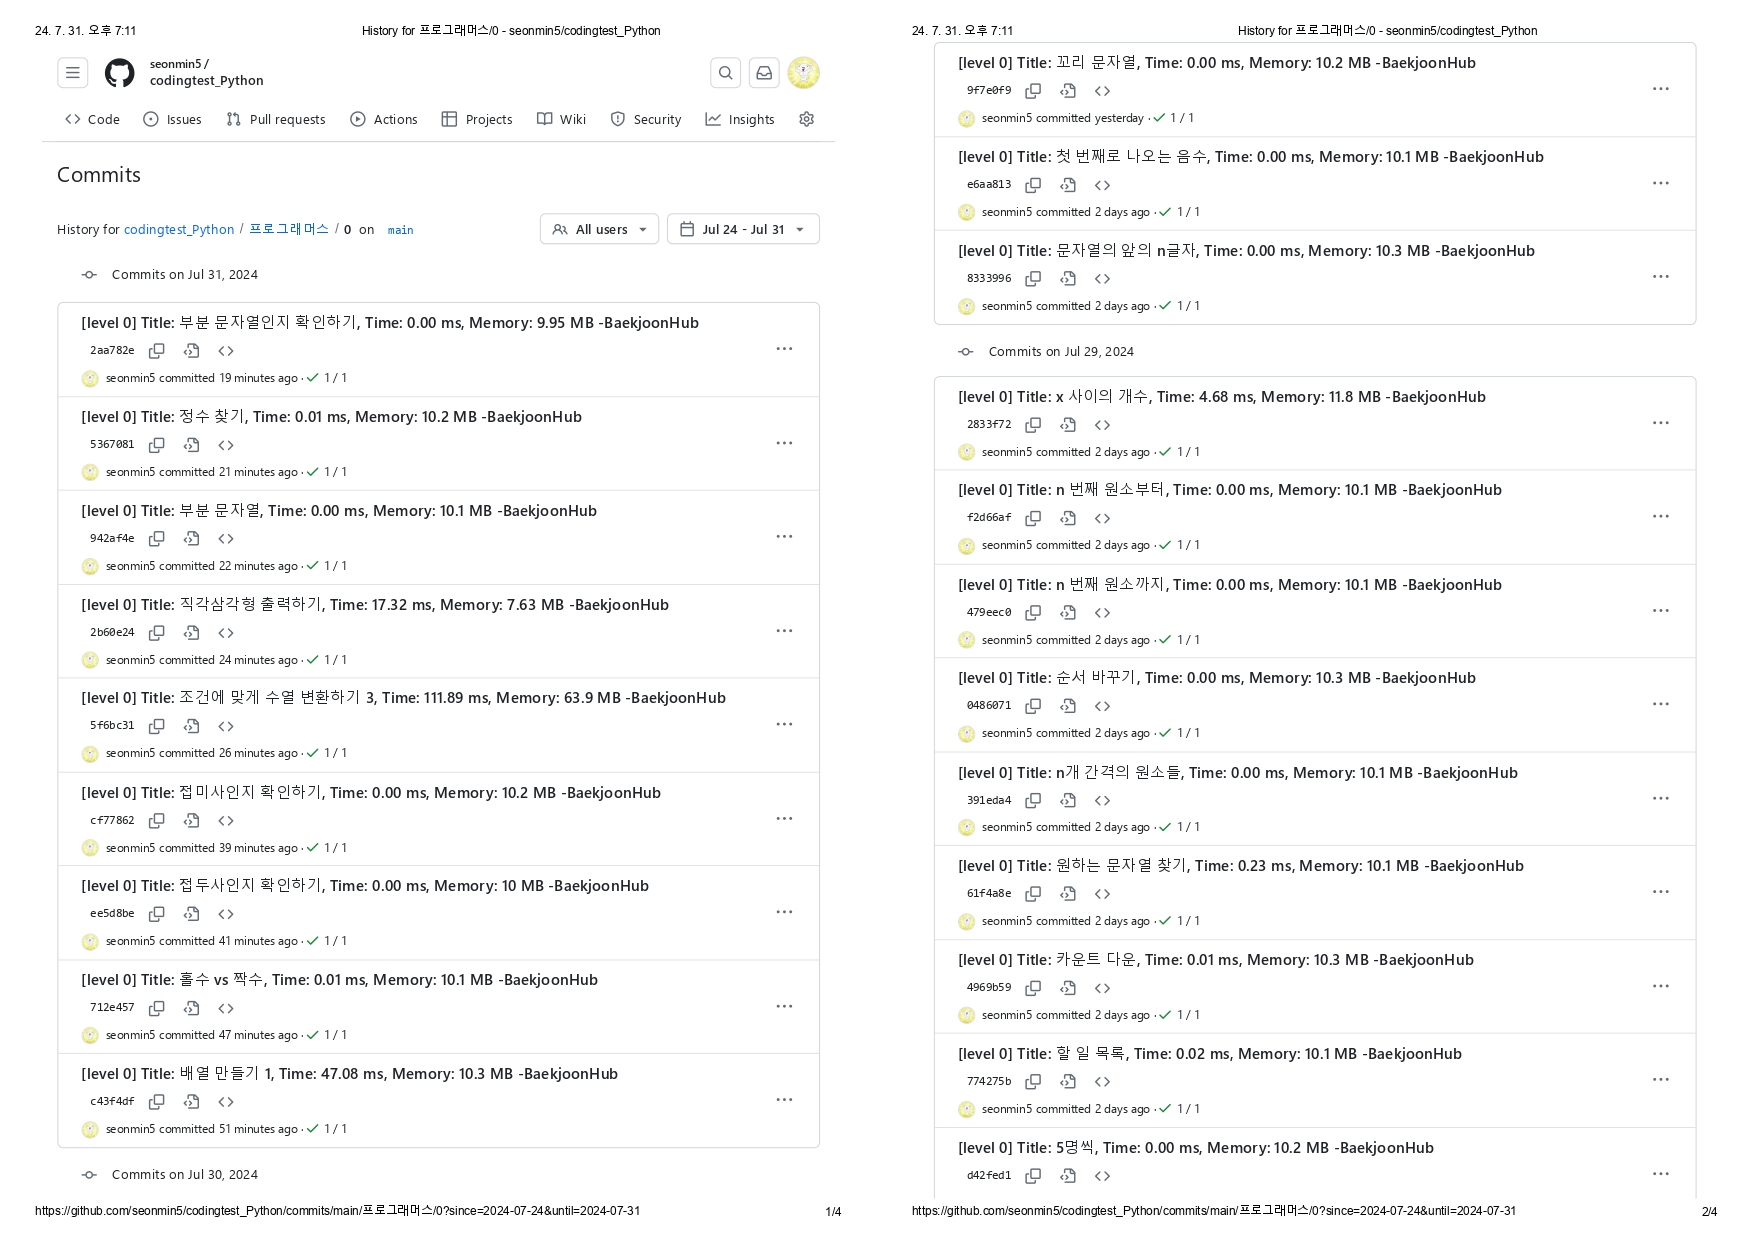 24. 7. 31. 오후 7:11
History for 프로그래머스/0 - seonmin5/codingtest_Python
seonmin5 /
codingtest_Python
Code
Issues
Pull requests
Actions
Projects
Wiki
Security
Insights
Commits
History for codingtest_Python / 프로그래머스 / 0 on main
All users
Jul 24 - Jul 31
Commits on Jul 31, 2024
[level 0] Title: 부분 문자열인지 확인하기, Time: 0.00 ms, Memory: 9.95 MB -BaekjoonHub
2aa782e
seonmin5 committed 19 minutes ago · 1 / 1
[level 0] Title: 정수 찾기, Time: 0.01 ms, Memory: 10.2 MB -BaekjoonHub
5367081
seonmin5 committed 21 minutes ago · 1 / 1
[level 0] Title: 부분 문자열, Time: 0.00 ms, Memory: 10.1 MB -BaekjoonHub
942af4e
seonmin5 committed 22 minutes ago · 1 / 1
[level 0] Title: 직각삼각형 출력하기, Time: 17.32 ms, Memory: 7.63 MB -BaekjoonHub
2b60e24
seonmin5 committed 24 minutes ago · 1 / 1
[level 0] Title: 조건에 맞게 수열 변환하기 3, Time: 111.89 ms, Memory: 63.9 MB -BaekjoonHub
5f6bc31
seonmin5 committed 26 minutes ago · 1 / 1
[level 0] Title: 접미사인지 확인하기, Time: 0.00 ms, Memory: 10.2 MB -BaekjoonHub
cf77862
seonmin5 committed 39 minutes ago · 1 / 1
[level 0] Title: 접두사인지 확인하기, Time: 0.00 ms, Memory: 10 MB -BaekjoonHub
ee5d8be
seonmin5 committed 41 minutes ago · 1 / 1
[level 0] Title: 홀수 vs 짝수, Time: 0.01 ms, Memory: 10.1 MB -BaekjoonHub
712e457
seonmin5 committed 47 minutes ago · 1 / 1
[level 0] Title: 배열 만들기 1, Time: 47.08 ms, Memory: 10.3 MB -BaekjoonHub
c43f4df
seonmin5 committed 51 minutes ago · 1 / 1
Commits on Jul 30, 2024
https://github.com/seonmin5/codingtest_Python/commits/main/프로그래머스/0?since=2024-07-24&until=2024-07-31
1/4
24. 7. 31. 오후 7:11
History for 프로그래머스/0 - seonmin5/codingtest_Python
[level 0] Title: 꼬리 문자열, Time: 0.00 ms, Memory: 10.2 MB -BaekjoonHub
9f7e0f9
seonmin5 committed yesterday · 1 / 1
[level 0] Title: 첫 번째로 나오는 음수, Time: 0.00 ms, Memory: 10.1 MB -BaekjoonHub
e6aa813
seonmin5 committed 2 days ago · 1 / 1
[level 0] Title: 문자열의 앞의 n글자, Time: 0.00 ms, Memory: 10.3 MB -BaekjoonHub
8333996
seonmin5 committed 2 days ago · 1 / 1
Commits on Jul 29, 2024
[level 0] Title: x 사이의 개수, Time: 4.68 ms, Memory: 11.8 MB -BaekjoonHub
2833f72
seonmin5 committed 2 days ago · 1 / 1
[level 0] Title: n 번째 원소부터, Time: 0.00 ms, Memory: 10.1 MB -BaekjoonHub
f2d66af
seonmin5 committed 2 days ago · 1 / 1
[level 0] Title: n 번째 원소까지, Time: 0.00 ms, Memory: 10.1 MB -BaekjoonHub
479eec0
seonmin5 committed 2 days ago · 1 / 1
[level 0] Title: 순서 바꾸기, Time: 0.00 ms, Memory: 10.3 MB -BaekjoonHub
0486071
seonmin5 committed 2 days ago · 1 / 1
[level 0] Title: n개 간격의 원소들, Time: 0.00 ms, Memory: 10.1 MB -BaekjoonHub
391eda4
seonmin5 committed 2 days ago · 1 / 1
[level 0] Title: 원하는 문자열 찾기, Time: 0.23 ms, Memory: 10.1 MB -BaekjoonHub
61f4a8e
seonmin5 committed 2 days ago · 1 / 1
[level 0] Title: 카운트 다운, Time: 0.01 ms, Memory: 10.3 MB -BaekjoonHub
4969b59
seonmin5 committed 2 days ago · 1 / 1
[level 0] Title: 할 일 목록, Time: 0.02 ms, Memory: 10.1 MB -BaekjoonHub
774275b
seonmin5 committed 2 days ago · 1 / 1
[level 0] Title: 5명씩, Time: 0.00 ms, Memory: 10.2 MB -BaekjoonHub
d42fed1
https://github.com/seonmin5/codingtest_Python/commits/main/프로그래머스/0?since=2024-07-24&until=2024-07-31
2/4